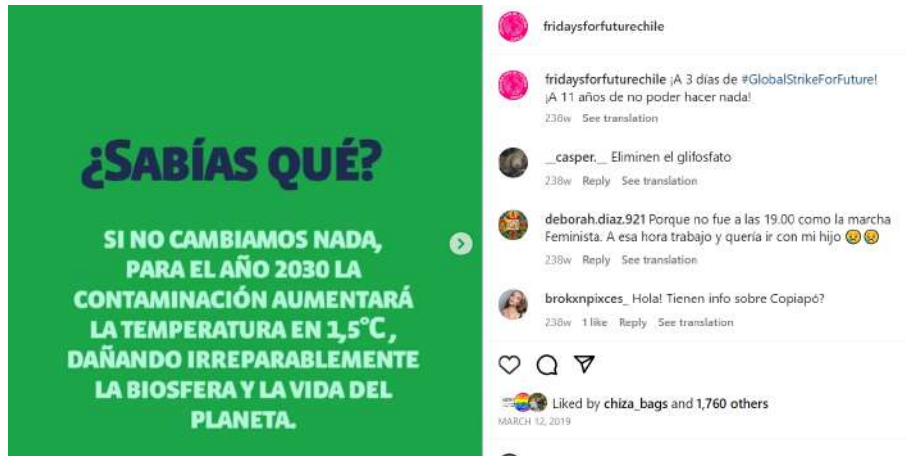 ¿SABÍAS QUÉ?
SI NO CAMBIAMOS NADA,
PARA EL AÑO 2030 LA
CONTAMINACIÓN AUMENTARÁ
LA TEMPERATURA EN 1,5°C,
DAÑANDO IRREPARABLEMENTE
LA BIOSFERA Y LA VIDA DEL
PLANETA.
fridaysforfuturechile
fridaysforfuturechile ¡A 3 días de #GlobalStrikeForFuture!
¡A 11 años de no poder hacer nada!
238w See translation
__casper.__ Eliminen el glifosfato
238w Reply See translation
deborah.diaz.921 Porque no fue a las 19.00 como la marcha
Feminista. A esa hora trabajo y quería ir con mi hijo 😢😢
238w Reply See translation
brokxnpixces_ Hola! Tienen info sobre Copiapó?
238w 1 like Reply See translation
Liked by chiza_bags and 1,760 others
MARCH 12, 2019